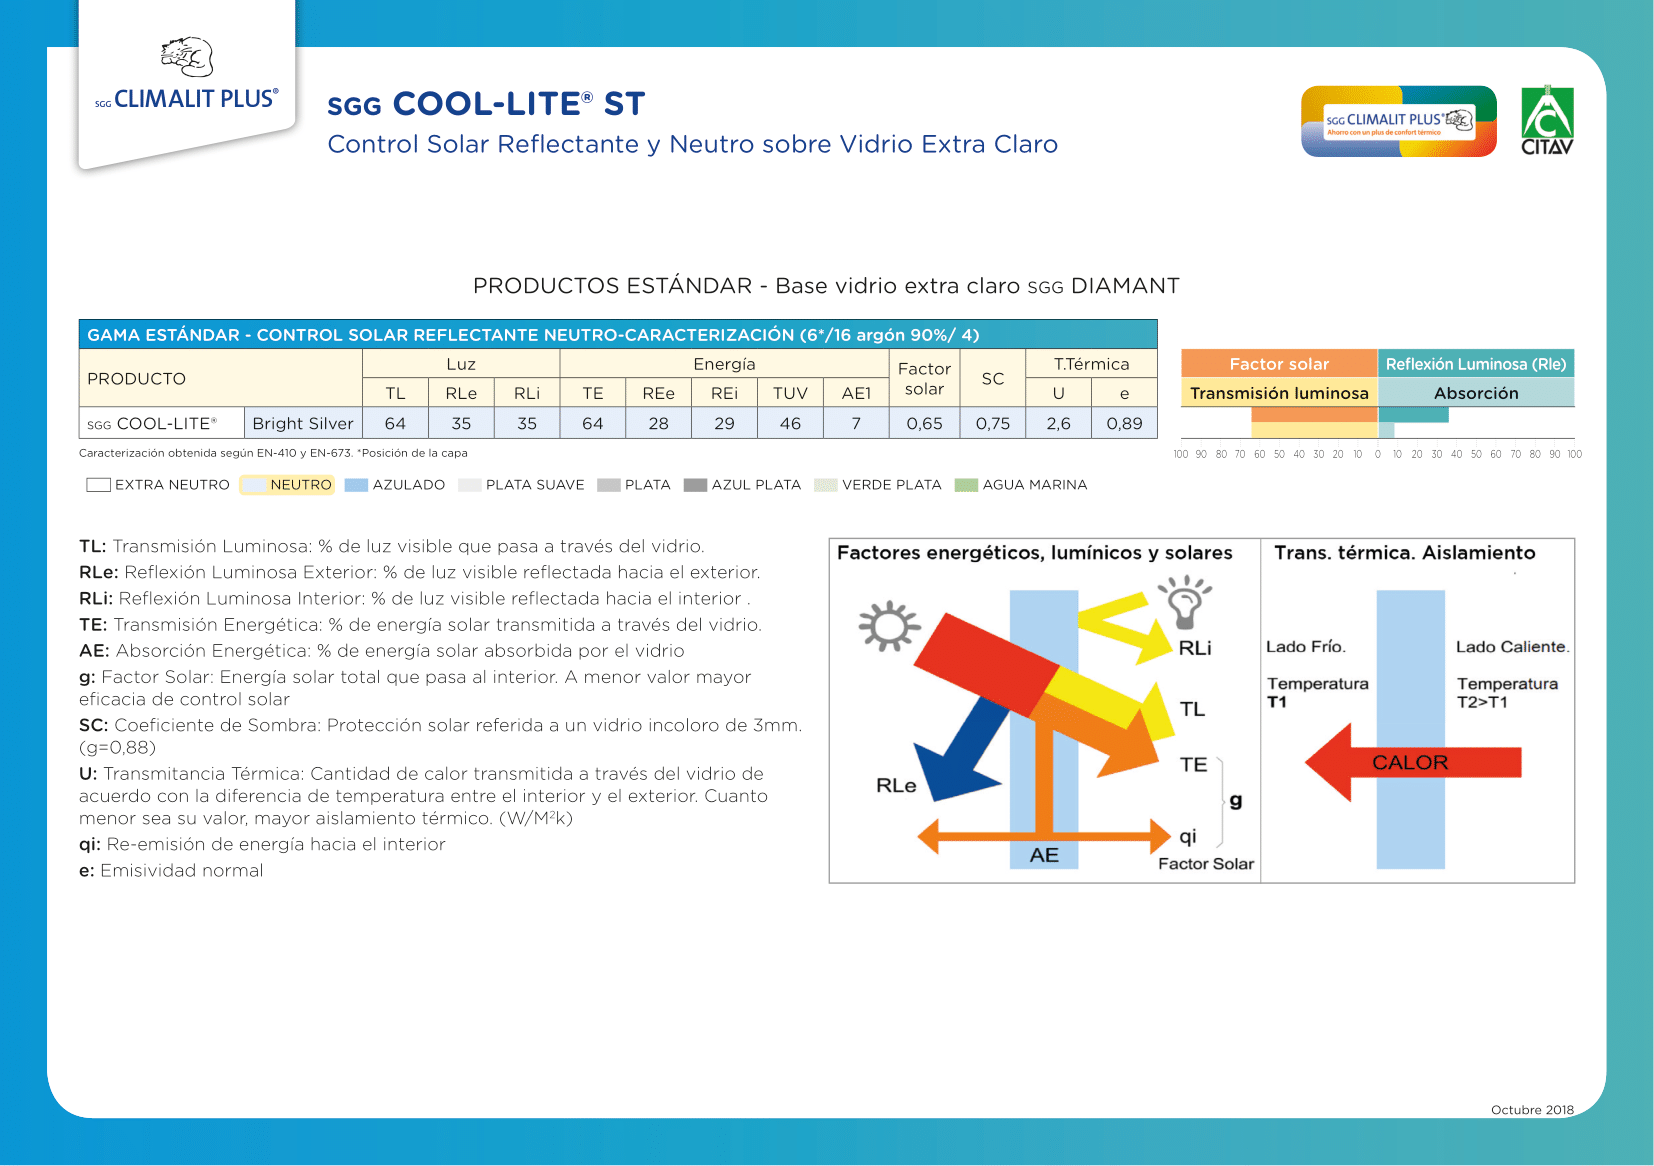 SGG CLIMALIT PLUS®
SGG COOL-LITE® ST
Control Solar Reflectante y Neutro sobre Vidrio Extra Claro
SGG CLIMALIT PLUS®
Ahorro con un plus de confort térmico
CITAV
PRODUCTOS ESTÁNDAR - Base vidrio extra claro SGG DIAMANT
GAMA ESTÁNDAR - CONTROL SOLAR REFLECTANTE NEUTRO-CARACTERIZACIÓN (6*/16 argón 90%/ 4)
PRODUCTO Luz Energía Factor solar SC T.Térmica
TL RLe RLi TE REe REi TUV AE1 U e
SGG COOL-LITE® Bright Silver 64 35 35 64 28 29 46 7 0,65 0,75 2,6 0,89
Factor solar Reflexión Luminosa (Rle)
Transmisión luminosa Absorción
100 90 80 70 60 50 40 30 20 10 0 10 20 30 40 50 60 70 80 90 100
Caracterización obtenida según EN-410 y EN-673. *Posición de la capa
EXTRA NEUTRO NEUTRO AZULADO PLATA SUAVE PLATA AZUL PLATA VERDE PLATA AGUA MARINA
TL: Transmisión Luminosa: % de luz visible que pasa a través del vidrio.
RLe: Reflexión Luminosa Exterior: % de luz visible reflectada hacia el exterior.
RLi: Reflexión Luminosa Interior: % de luz visible reflectada hacia el interior .
TE: Transmisión Energética: % de energía solar transmitida a través del vidrio.
AE: Absorción Energética: % de energía solar absorbida por el vidrio
g: Factor Solar: Energía solar total que pasa al interior. A menor valor mayor
eficacia de control solar
SC: Coeficiente de Sombra: Protección solar referida a un vidrio incoloro de 3mm.
(g=0,88)
U: Transmitancia Térmica: Cantidad de calor transmitida a través del vidrio de
acuerdo con la diferencia de temperatura entre el interior y el exterior. Cuanto
menor sea su valor, mayor aislamiento térmico. (W/M²k)
qi: Re-emisión de energía hacia el interior
e: Emisividad normal
Factores energéticos, lumínicos y solares
RLi
TL
TE
RLe
g
qi
AE
Factor Solar
Trans. térmica. Aislamiento
Lado Frío. Lado Caliente.
Temperatura Temperatura
T1 T2>T1
CALOR
Octubre 2018